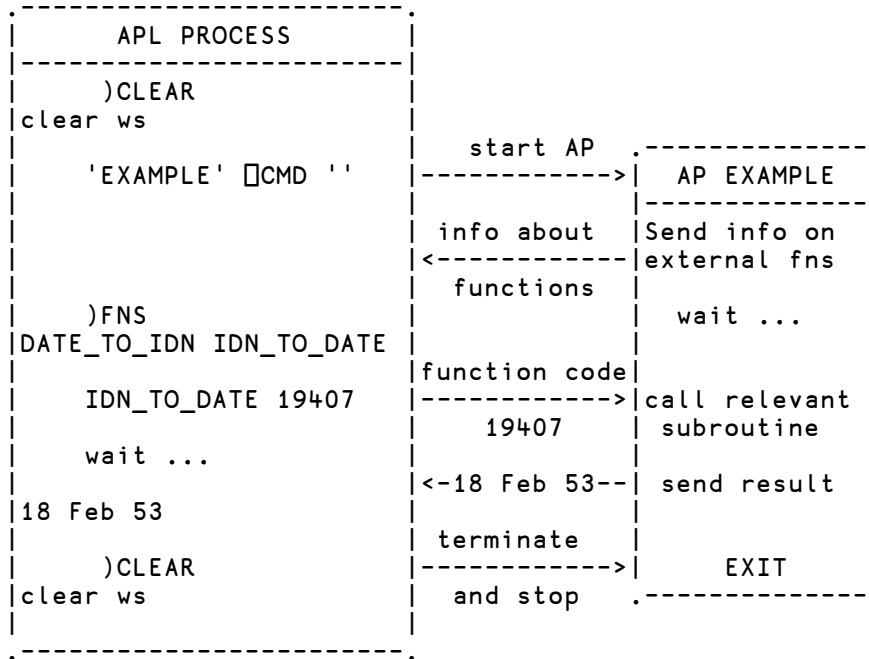 .-----------------------.
|      APL PROCESS      |
|-----------------------|
|     )CLEAR            |
|clear ws               |
|                       |   start AP  .--------------
|    'EXAMPLE' ⎕CMD ''  |------------>|  AP EXAMPLE
|                       |             |--------------
|                       | info about  |Send info on
|                       |<------------|external fns
|                       |  functions  |
|    )FNS               |             |  wait ...
|DATE_TO_IDN IDN_TO_DATE|             |
|                       |function code|
|    IDN_TO_DATE 19407  |------------>|call relevant
|                       |    19407    | subroutine
|    wait ...           |             |
|                       |<-18 Feb 53--| send result
|18 Feb 53              |             |
|                       | terminate   |
|     )CLEAR            |------------>|     EXIT
|clear ws               |  and stop   .--------------
|                       |
.-----------------------.